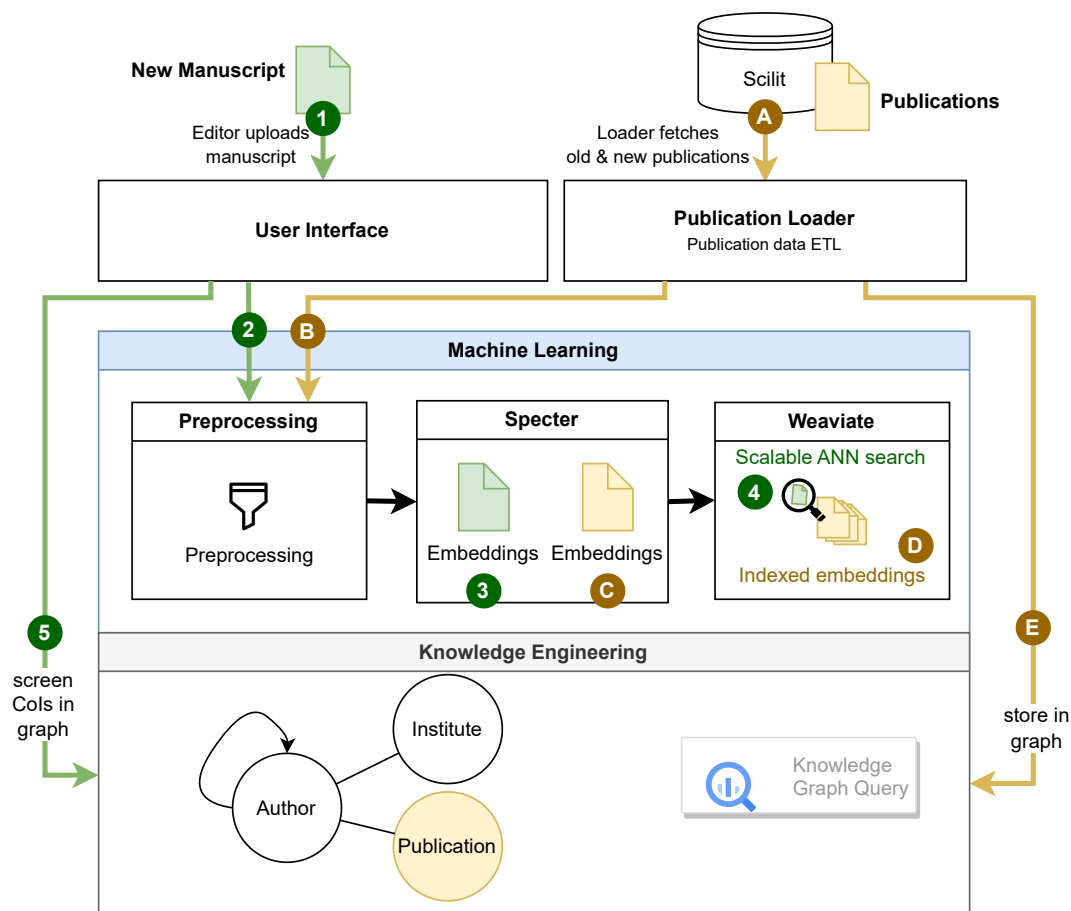 New Manuscript
1
Editor uploads
manuscript
Scilit
Publications
A
Loader fetches
old & new publications
User Interface
Publication Loader
Publication data ETL
2
B
Machine Learning
Preprocessing
Preprocessing
Specter
Embeddings
Embeddings
3
C
Weaviate
Scalable ANN search
4
D
Indexed embeddings
5
screen
CoIs in
graph
E
store in
graph
Knowledge Engineering
Institute
Author
Publication
Knowledge
Graph Query